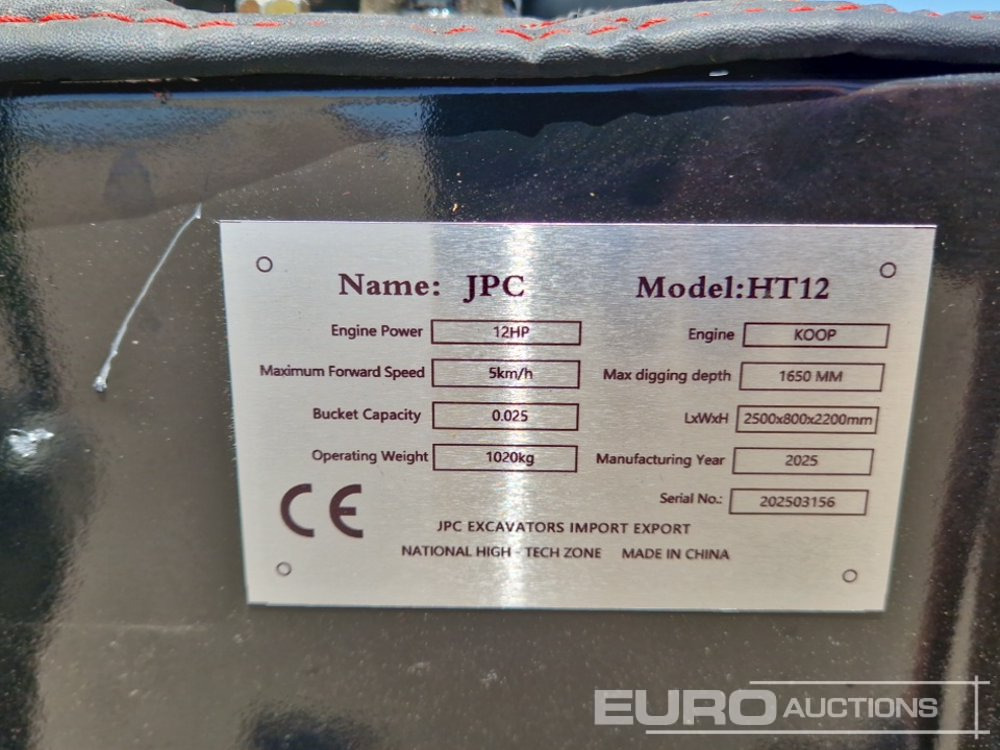 Name: JPC Model:HT12
Engine Power 12HP Engine KOOP
Maximum Forward Speed 5km/h Max digging depth 1650 MM
Bucket Capacity 0.025 LxWxH 2500x800x2200mm
Operating Weight 1020kg Manufacturing Year 2025
Serial No.: 202503156
CE
JPC EXCAVATORS IMPORT EXPORT
NATIONAL HIGH - TECH ZONE MADE IN CHINA
EURO AUCTIONS